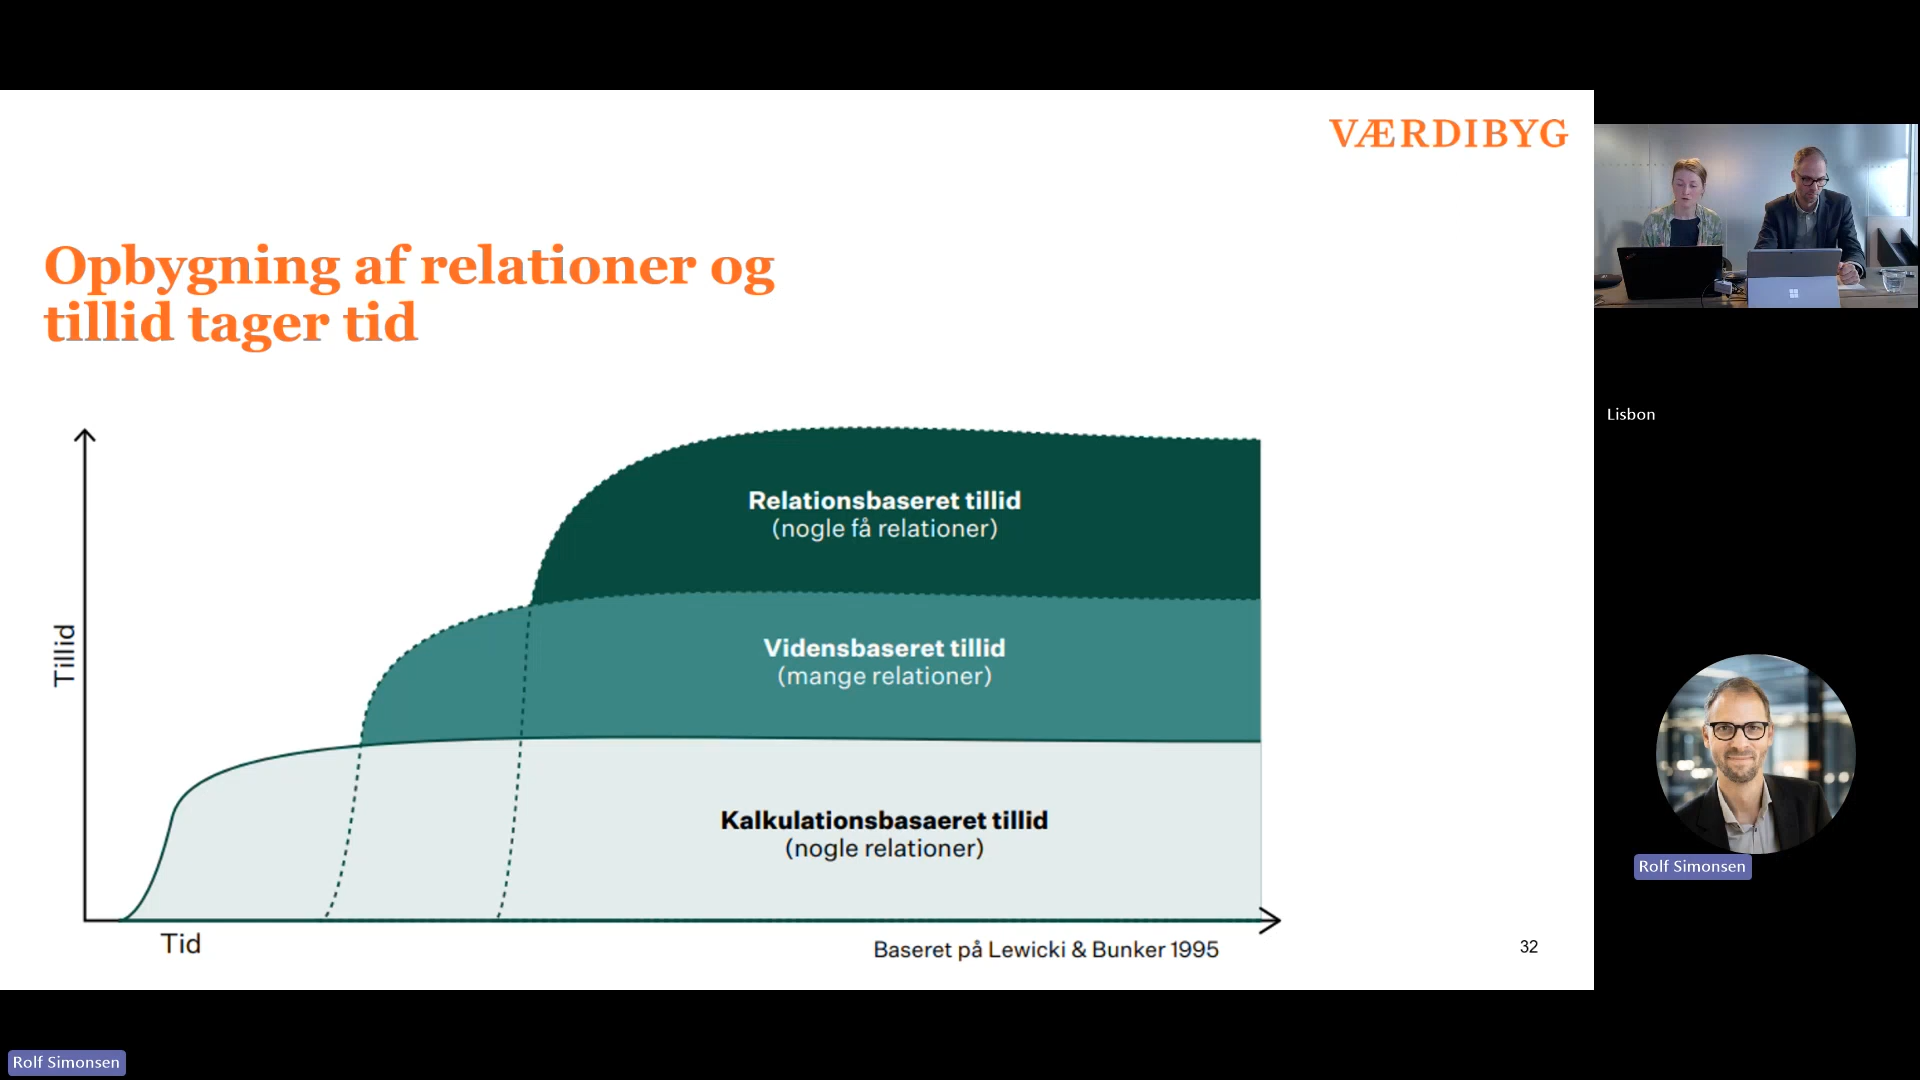 VÆRDIBYG
Opbygning af relationer og
tillid tager tid
Relationsbaseret tillid
(nogle få relationer)
Vidensbaseret tillid
(mange relationer)
Kalkulationsbasaeret tillid
(nogle relationer)
Tillid
Tid
Baseret på Lewicki & Bunker 1995
32
Lisbon
Rolf Simonsen
Rolf Simonsen